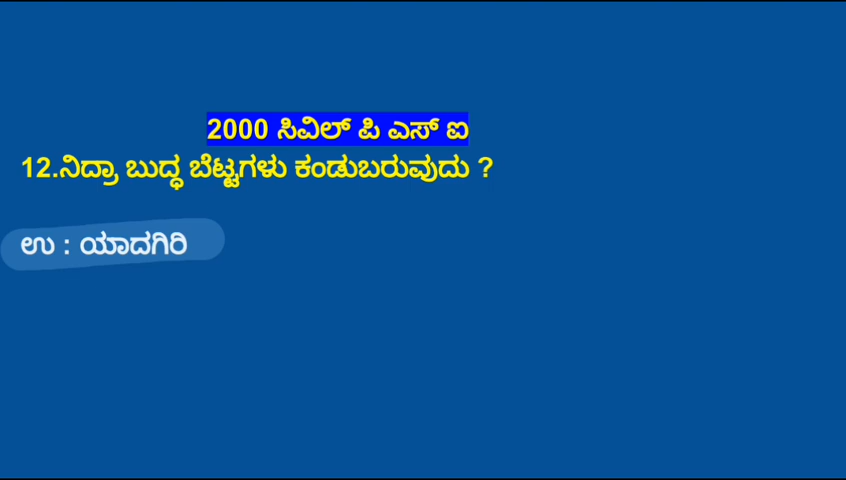 2000 ಸಿವಿಲ್ ಪಿ ಎಸ್ ಐ
12.ನಿದ್ರಾ ಬುದ್ಧ ಬೆಟ್ಟಗಳು ಕಂಡುಬರುವುದು ?
ಉ : ಯಾದಗಿರಿ